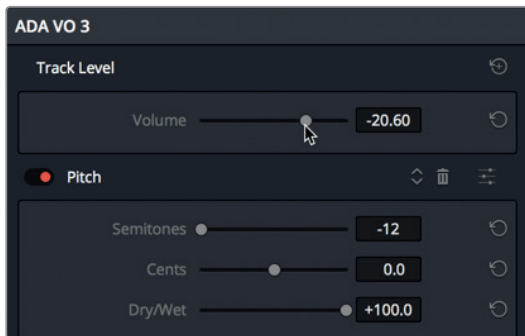 ADA VO 3
Track Level
Volume -20.60
Pitch
Semitones -12
Cents 0.0
Dry/Wet +100.0